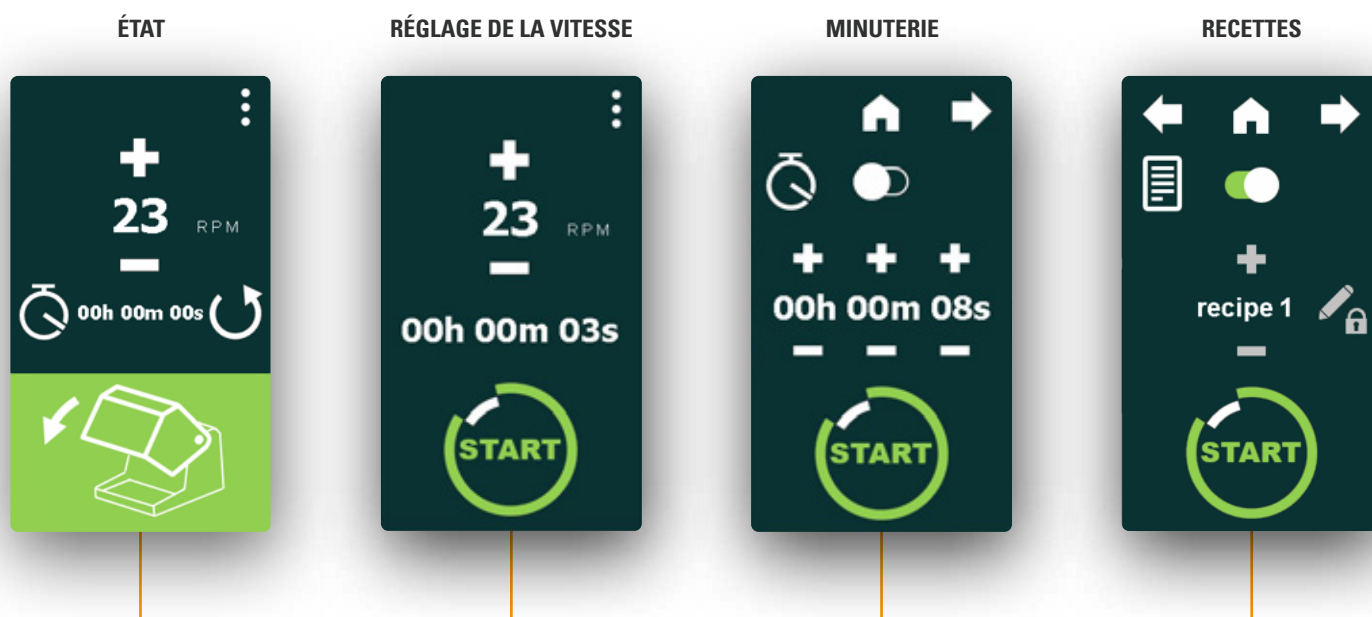 ÉTAT
RÉGLAGE DE LA VITESSE
MINUTERIE
RECETTES
23 RPM
00h 00m 00s
23 RPM
00h 00m 03s
START
00h 00m 08s
START
recipe 1
START